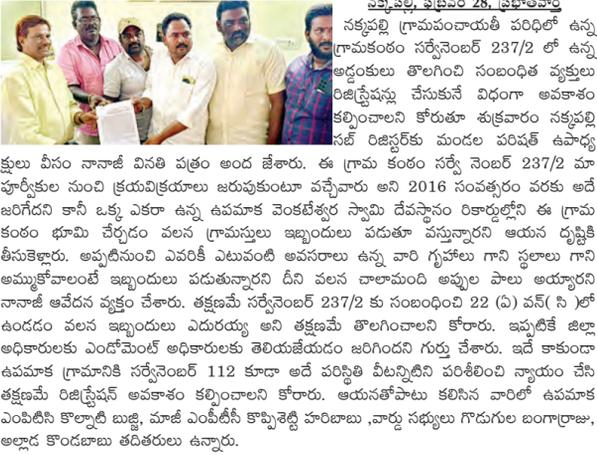 నక్కపల్లి, ఫిబ్రవరి 28, ప్రభాతవార్త
నక్కపల్లి గ్రామపంచాయతీ పరిధిలో ఉన్న
గ్రామకంఠం సర్వేనెంబర్ 237/2 లో ఉన్న
అడ్డంకులు తొలగించి సంబంధిత వ్యక్తులు
రిజిస్ట్రేషన్లు చేసుకునే విధంగా అవకాశం
కల్పించాలని కోరుతూ శుక్రవారం నక్కపల్లి
సబ్ రిజిస్టర్‌కు మండల పరిషత్ ఉపాధ్య
క్షులు వీసం నానాజీ వినతి పత్రం అంద జేశారు. ఈ గ్రామ కంఠం సర్వే నెంబర్ 237/2 మా
పూర్వీకుల నుంచి క్రయవిక్రయాలు జరుపుకుంటూ వచ్చేవారు అని 2016 సంవత్సరం వరకు అదే
జరిగేదని కానీ ఒక్క ఎకరా ఉన్న ఉపమాక వెంకటేశ్వర స్వామి దేవస్థానం రికార్డుల్లోని ఈ గ్రామ
కంఠం భూమి చేర్చడం వలన గ్రామస్తులు ఇబ్బందులు పడుతూ వస్తున్నారని ఆయన దృష్టికి
తీసుకెళ్లారు. అప్పటినుంచి ఎవరికీ ఎటువంటి అవసరాలు ఉన్న వారి గృహాలు గాని స్థలాలు గాని
అమ్ముకోవాలంటే ఇబ్బందులు పడుతున్నారని దీని వలన చాలామంది అప్పుల పాలు అయ్యారని
నానాజీ ఆవేదన వ్యక్తం చేశారు. తక్షణమే సర్వేనెంబర్ 237/2 కు సంబంధించి 22 (ఏ) వన్( సి )లో
ఉండడం వలన ఇబ్బందులు ఎదురయ్య అని తక్షణమే తొలగించాలని కోరారు. ఇప్పటికే జిల్లా
అధికారులకు ఎండోమెంట్ అధికారులకు తెలియజేయడం జరిగిందని గుర్తు చేశారు. ఇదే కాకుండా
ఉపమాక గ్రామానికి సర్వేనెంబర్ 112 కూడా అదే పరిస్థితి వీటన్నిటిని పరిశీలించి న్యాయం చేసి
తక్షణమే రిజిస్ట్రేషన్ అవకాశం కల్పించాలని కోరారు. ఆయనతోపాటు కలిసిన వారిలో ఉపమాక
ఎంపిటిసి కొల్నాటి బుజ్జి, మాజీ ఎంపీటీసీ కొప్పిశెట్టి హరిబాబు ,వార్డు సభ్యులు గొడుగుల బంగార్రాజు,
అల్లాడ కొండబాబు తదితరులు ఉన్నారు.